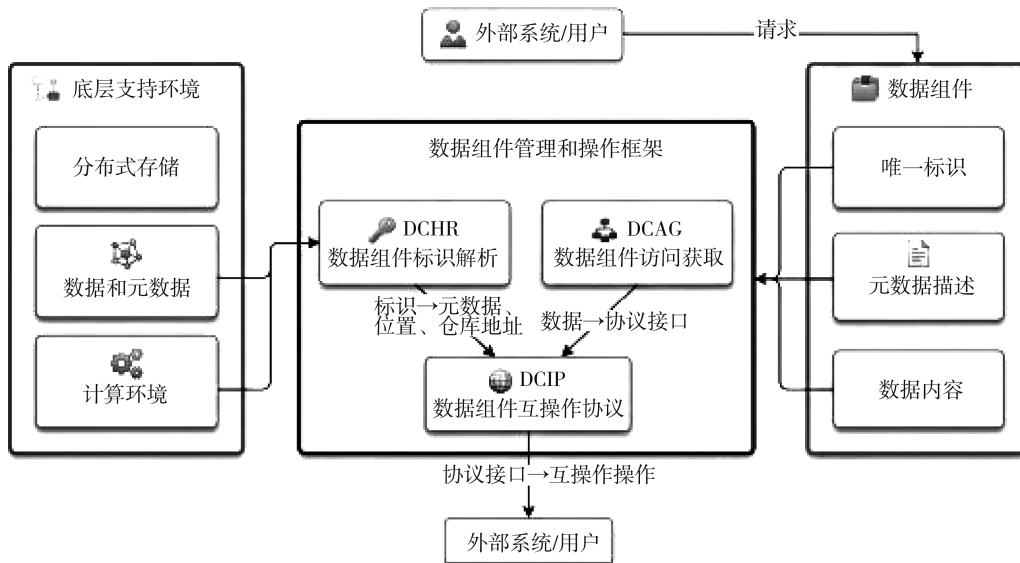 外部系统/用户
请求
底层支持环境
分布式存储
数据和元数据
计算环境
数据组件管理和操作框架
DCHR
数据组件标识解析
DCAG
数据组件访问获取
标识→元数据、
位置、仓库地址
数据→协议接口
DCIP
数据组件互操作协议
协议接口→互操作操作
外部系统/用户
数据组件
唯一标识
元数据描述
数据内容